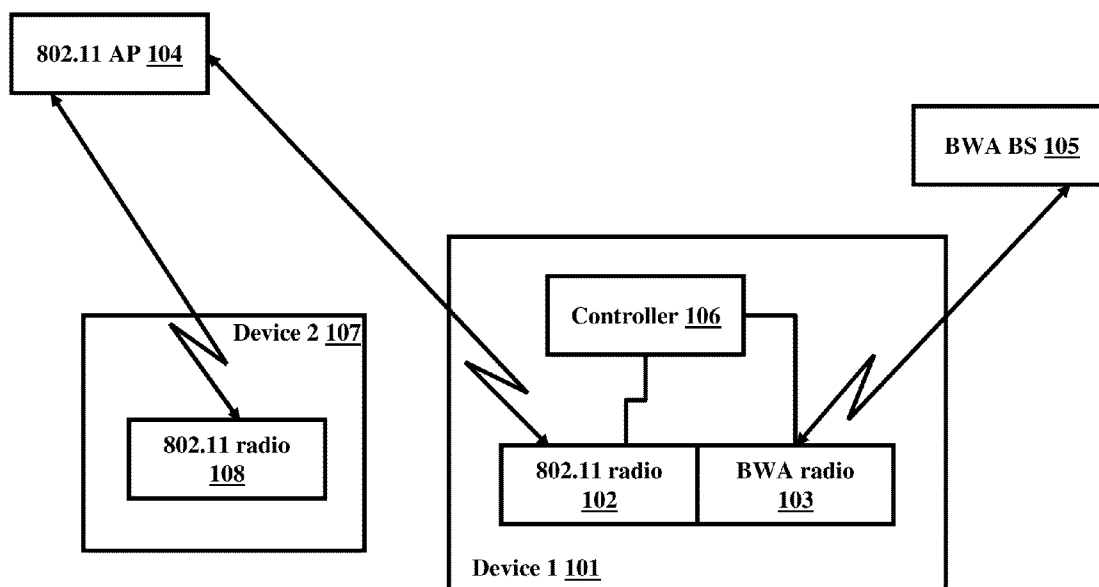 802.11 AP 104
BWA BS 105
Controller 106
Device 2 107
802.11 radio
108
802.11 radio
102
BWA radio
103
Device 1 101